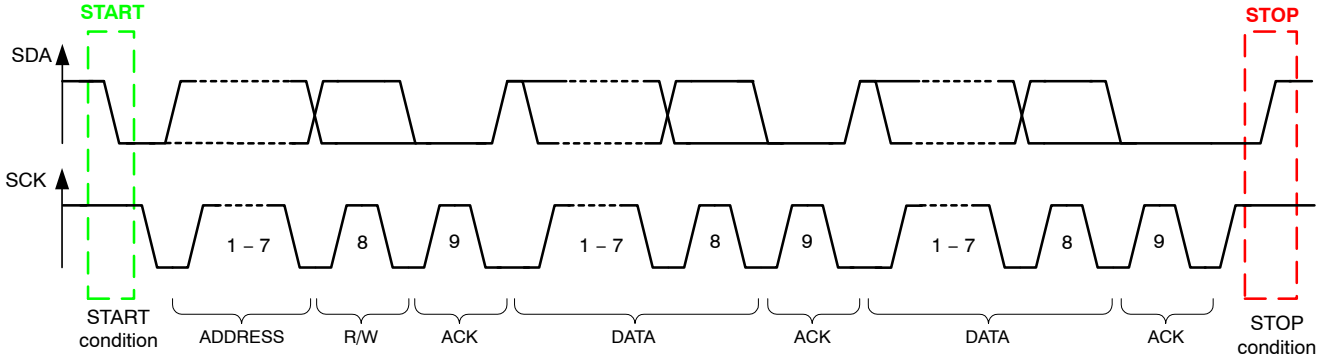 START
STOP
SDA
SCK
1 – 7
8
9
1 – 7
8
9
1 – 7
8
9
START
condition
ADDRESS
R/W
ACK
DATA
ACK
DATA
ACK
STOP
condition